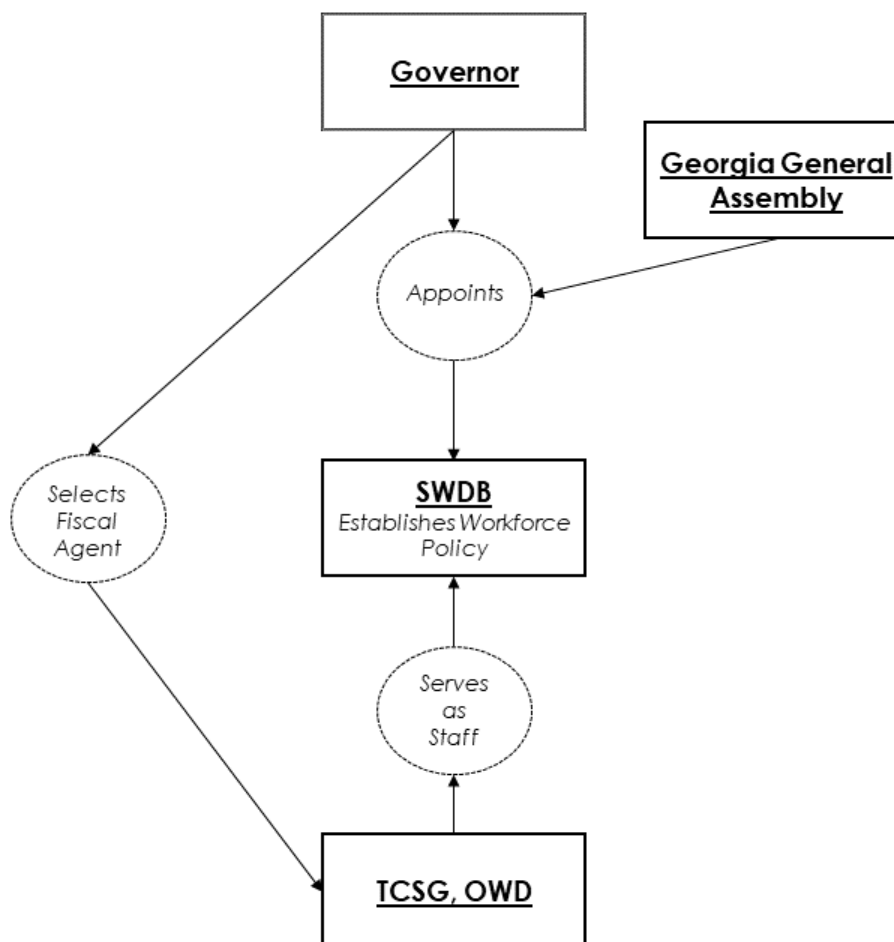 Governor
Georgia General
Assembly
Appoints
Selects
Fiscal
Agent
SWDB
Establishes Workforce
Policy
Serves
as
Staff
TCSG, OWD